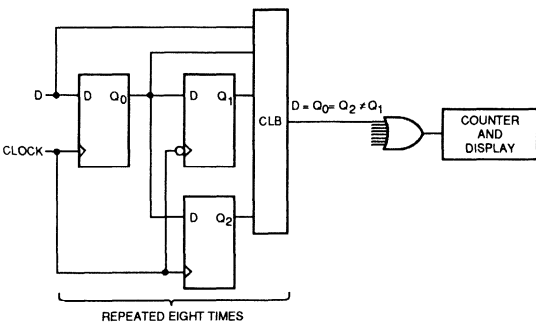 D
D Q0
D Q1
CLB
D = Q0 = Q2 ≠ Q1
COUNTER
AND
DISPLAY
CLOCK
D Q2
REPEATED EIGHT TIMES